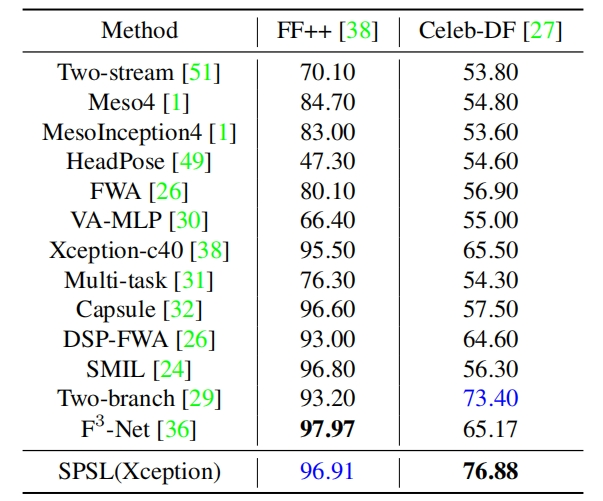 Method FF++ [38] Celeb-DF [27]
Two-stream [51] 70.10 53.80
Meso4 [1] 84.70 54.80
MesoInception4 [1] 83.00 53.60
HeadPose [49] 47.30 54.60
FWA [26] 80.10 56.90
VA-MLP [30] 66.40 55.00
Xception-c40 [38] 95.50 65.50
Multi-task [31] 76.30 54.30
Capsule [32] 96.60 57.50
DSP-FWA [26] 93.00 64.60
SMIL [24] 96.80 56.30
Two-branch [29] 93.20 73.40
F³-Net [36] 97.97 65.17
SPSL(Xception) 96.91 76.88